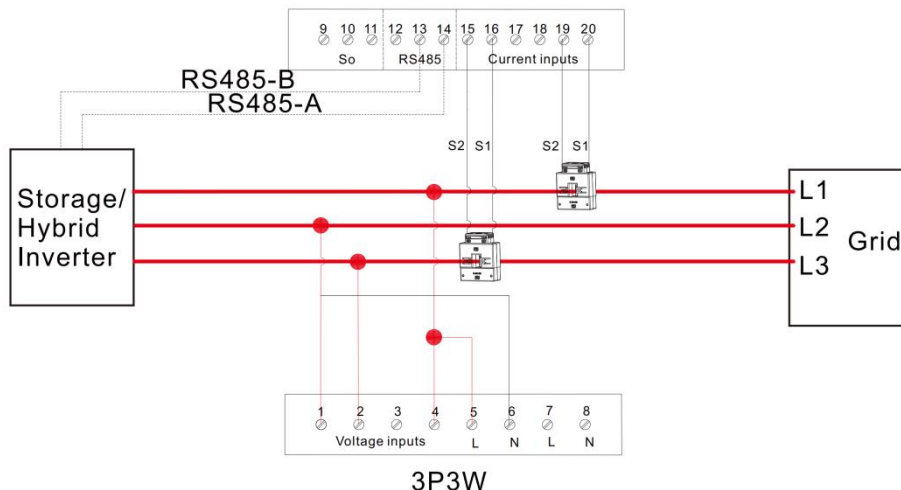 9 10 11 12 13 14 15 16 17 18 19 20
So RS485 Current inputs
RS485-B
RS485-A
S2 S1 S2 S1
Storage/
Hybrid
Inverter
L1
L2
L3
Grid
1 2 3 4 5 6 7 8
Voltage inputs L N L N
3P3W